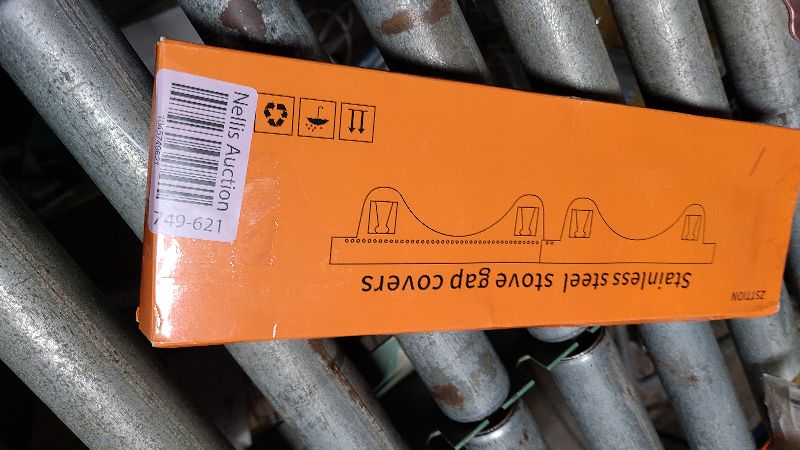 Nellis Auction
749-621
Stainless steel stove gap covers
ZSTTION